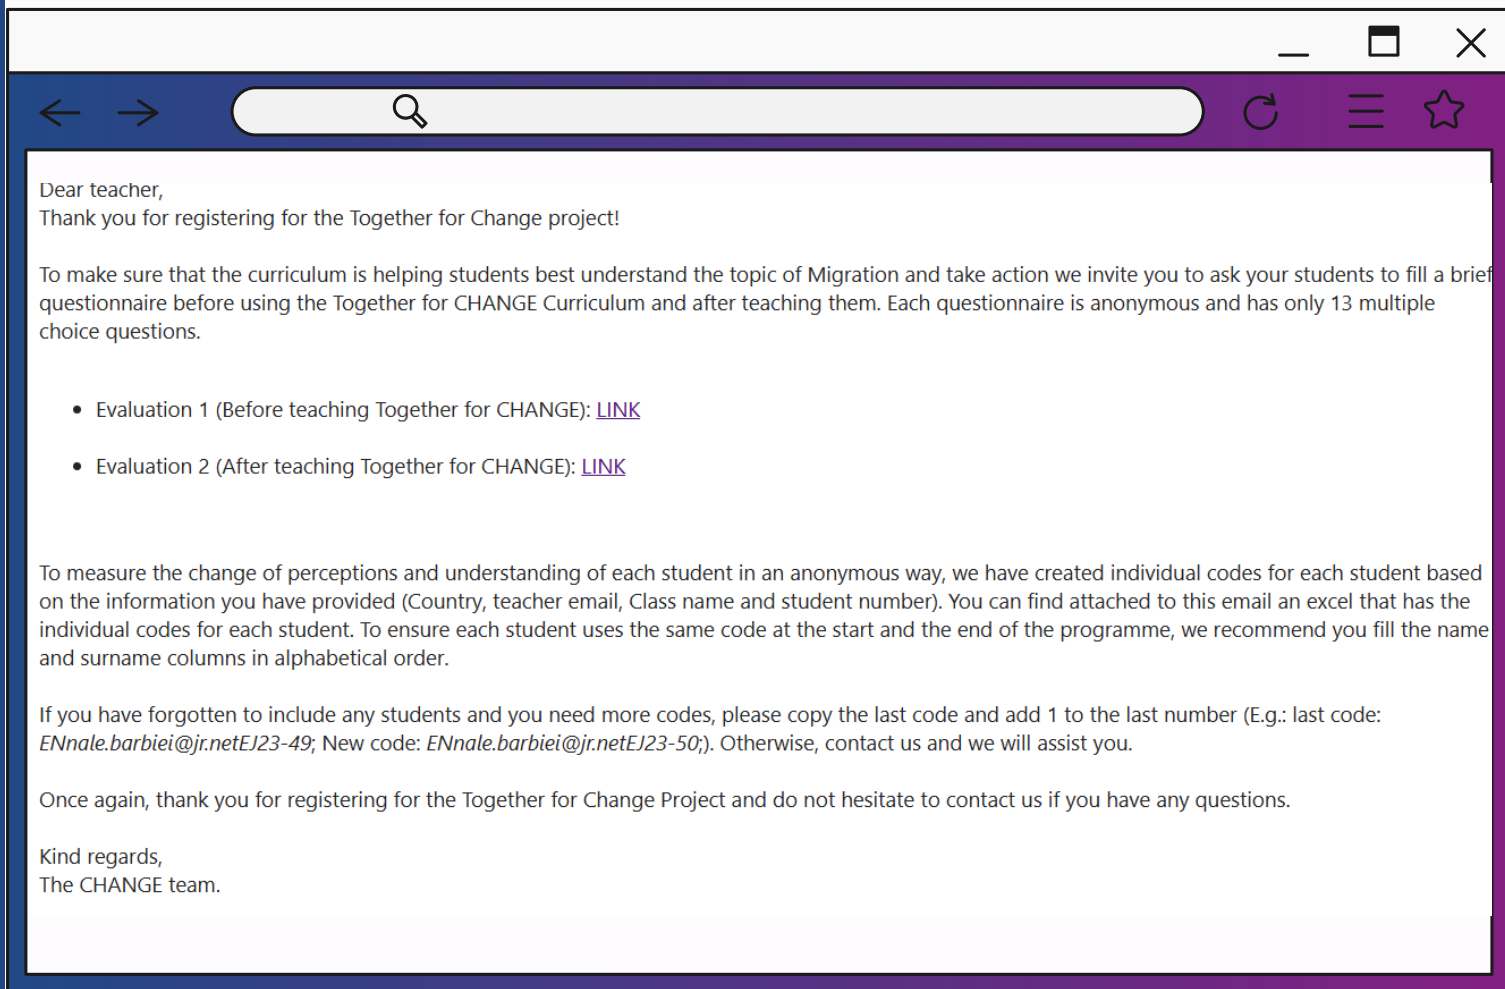 Dear teacher,
Thank you for registering for the Together for Change project!
To make sure that the curriculum is helping students best understand the topic of Migration and take action we invite you to ask your students to fill a brief
questionnaire before using the Together for CHANGE Curriculum and after teaching them. Each questionnaire is anonymous and has only 13 multiple
choice questions.
• Evaluation 1 (Before teaching Together for CHANGE): LINK
• Evaluation 2 (After teaching Together for CHANGE): LINK
To measure the change of perceptions and understanding of each student in an anonymous way, we have created individual codes for each student based
on the information you have provided (Country, teacher email, Class name and student number). You can find attached to this email an excel that has the
individual codes for each student. To ensure each student uses the same code at the start and the end of the programme, we recommend you fill the name
and surname columns in alphabetical order.
If you have forgotten to include any students and you need more codes, please copy the last code and add 1 to the last number (E.g.: last code:
ENnale.barbiei@jr.netEJ23-49; New code: ENnale.barbiei@jr.netEJ23-50;). Otherwise, contact us and we will assist you.
Once again, thank you for registering for the Together for Change Project and do not hesitate to contact us if you have any questions.
Kind regards,
The CHANGE team.